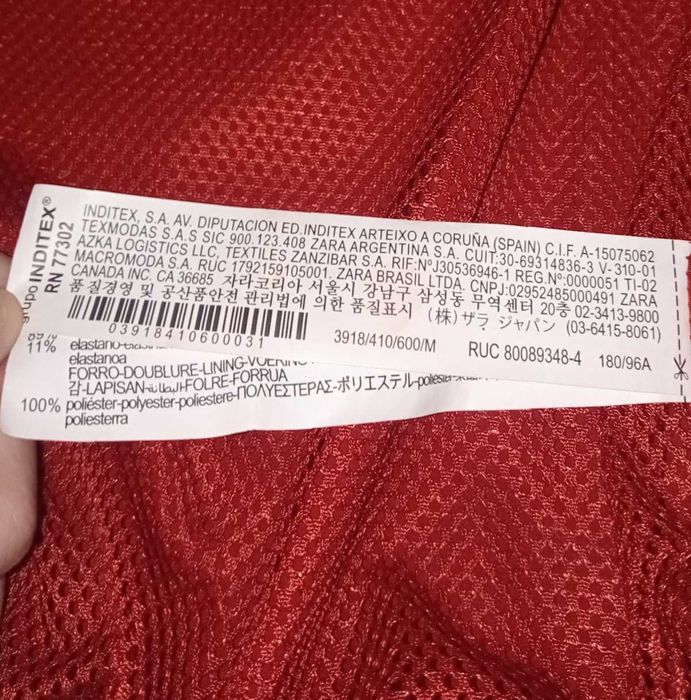 grupo INDITEX®
RN 77302
INDITEX, S.A. AV. DIPUTACION ED.INDITEX ARTEIXO A CORUÑA (SPAIN) C.I.F. A-15075062
TEXMODAS S.A.S SIC 900.123.408 ZARA ARGENTINA S.A. CUIT:30-69314836-3 V-310-01
AZKA LOGISTICS LLC, TEXTILES ZANZIBAR S.A. RIF:NºJ30536946-1 REG.Nº:0000051 TI-02
MACROMODA S.A. RUC 1792159105001. ZARA BRASIL LTDA. CNPJ:02952485000491 ZARA
CANADA INC. CA 36685 자라코리아 서울시 강남구 삼성동 무역센터 20층 02-3413-9800
품질경영 및 공산품안전 관리법에 의한 품질표시 (株) ザラ ジャパン (03-6415-8061)
03918410600031
3918/410/600/M
RUC 80089348-4
180/96A
11%
elastanoa
FORRO-DOUBLURE-LINING-VOERING
감-LAPISAN-البطانة-FOLRE-FORRUA
100% poliéster-polyester-poliestere-ΠΟΛΥΕΣΤΕΡΑΣ-ポリエステル-poliester
poliesterra